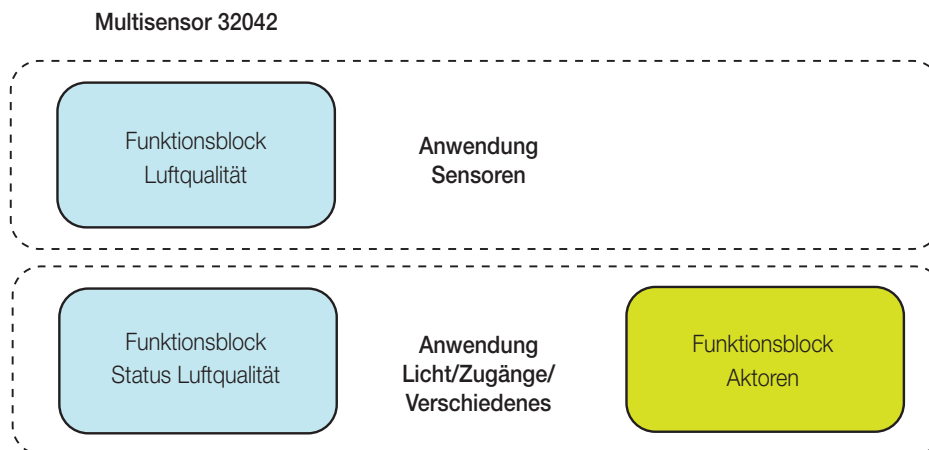 Multisensor 32042
Funktionsblock
Luftqualität
Anwendung
Sensoren
Funktionsblock
Status Luftqualität
Anwendung
Licht/Zugänge/
Verschiedenes
Funktionsblock
Aktoren